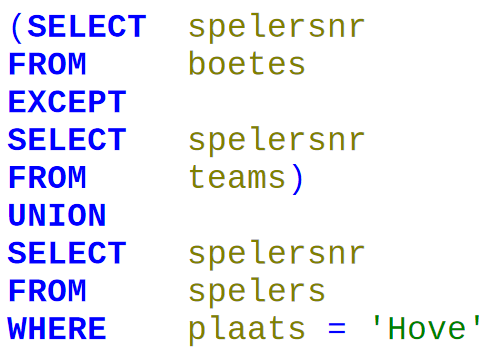 (SELECT spelersnr
FROM boetes
EXCEPT
SELECT spelersnr
FROM teams)
UNION
SELECT spelersnr
FROM spelers
WHERE plaats = 'Hove'